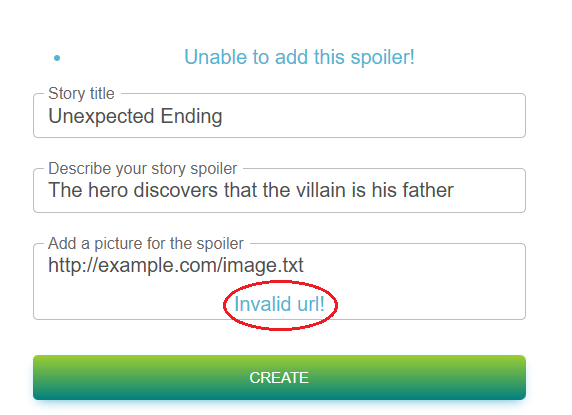 Unable to add this spoiler!
Story title
Unexpected Ending
Describe your story spoiler
The hero discovers that the villain is his father
Add a picture for the spoiler
http://example.com/image.txt
Invalid url!
CREATE